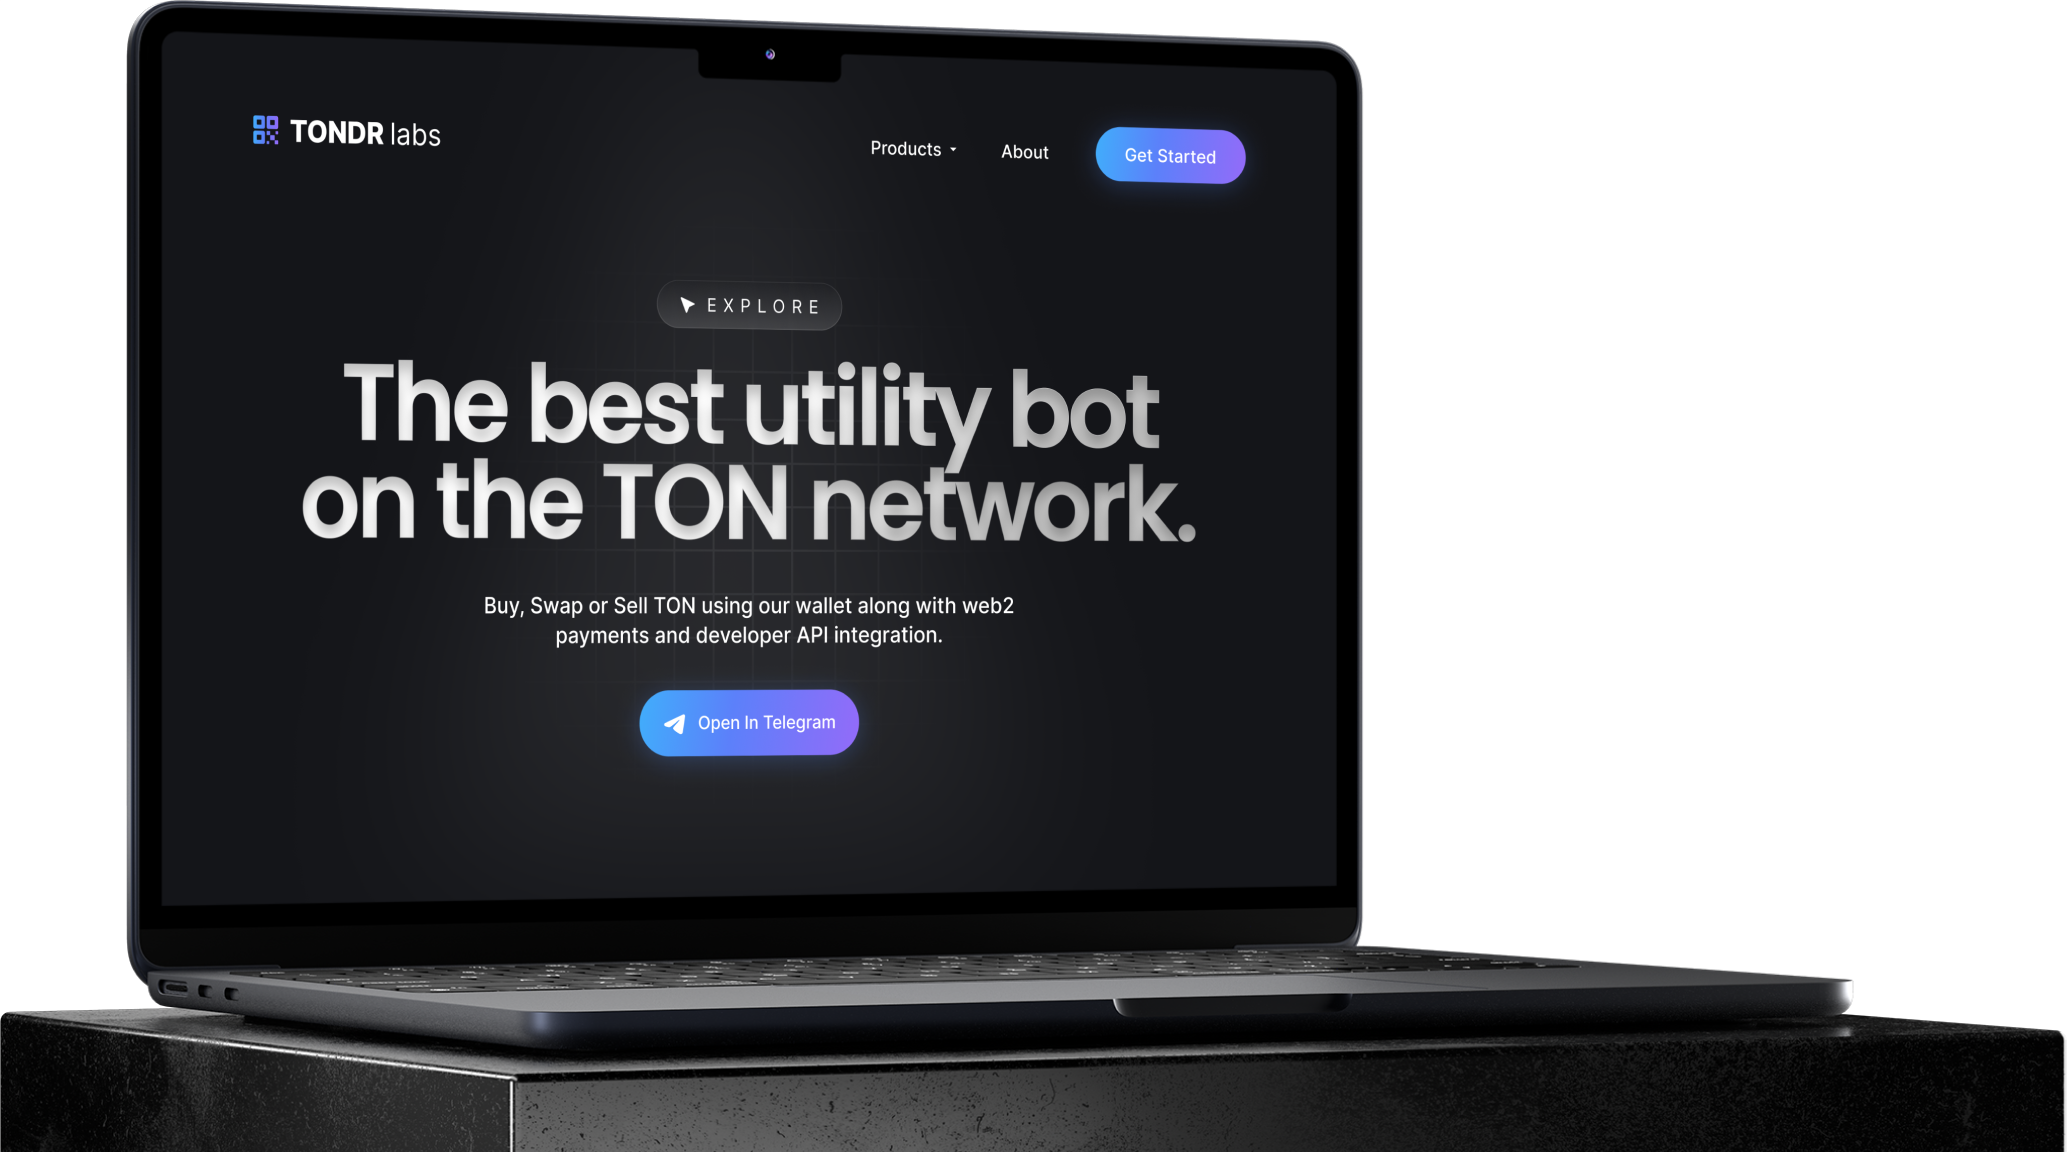 TONDR labs
Products
About
Get Started
EXPLORE
The best utility bot
on the TON network.
Buy, Swap or Sell TON using our wallet along with web2
payments and developer API integration.
Open In Telegram